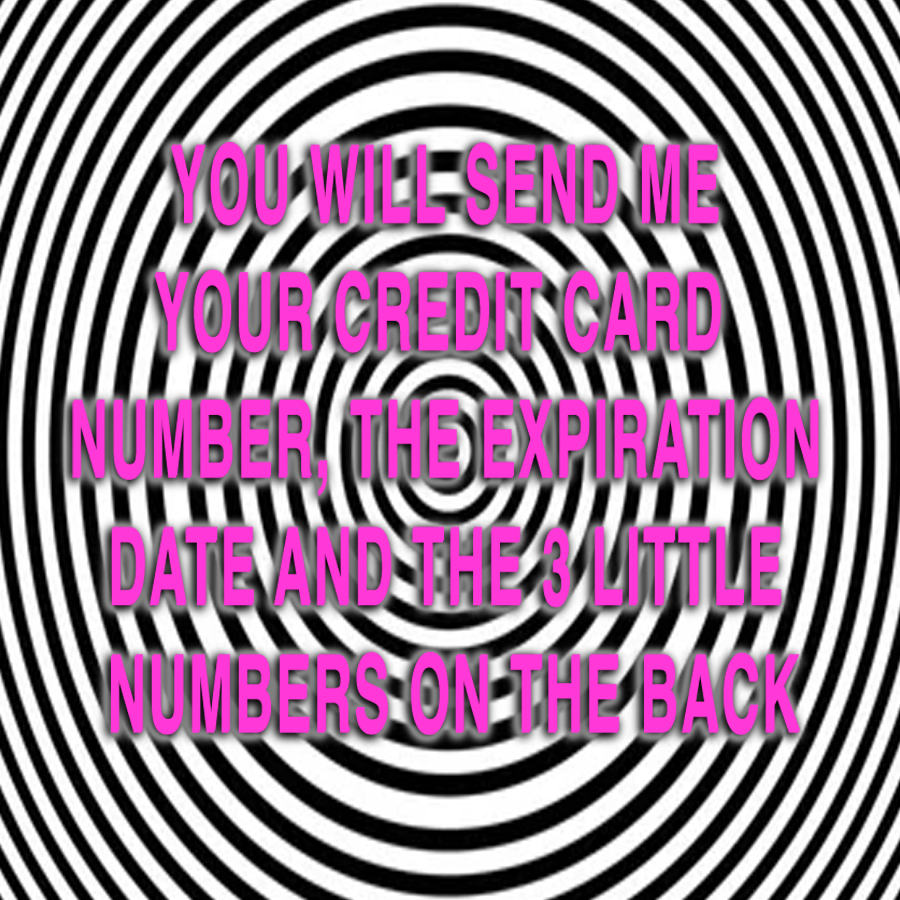 YOU WILL SEND ME
YOUR CREDIT CARD
NUMBER, THE EXPIRATION
DATE AND THE 3 LITTLE
NUMBERS ON THE BACK